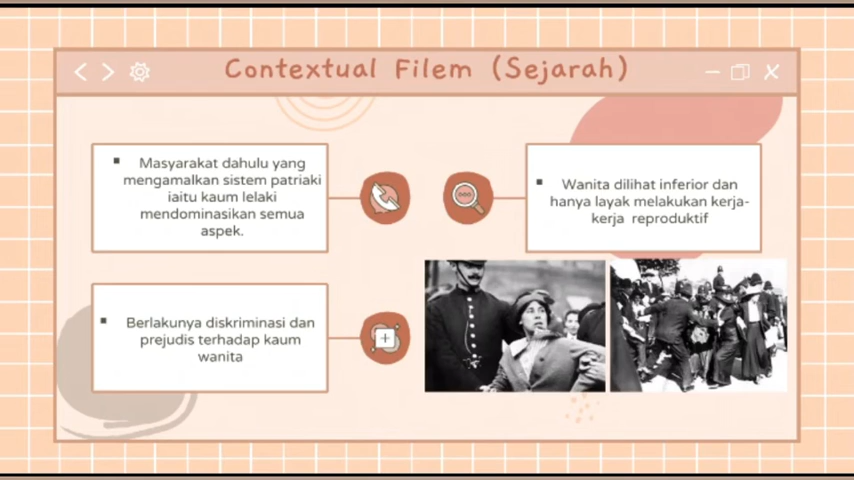 Contextual Filem (Sejarah)
▪ Masyarakat dahulu yang
mengamalkan sistem patriaki
iaitu kaum lelaki
mendominasikan semua
aspek.
▪ Wanita dilihat inferior dan
hanya layak melakukan kerja-
kerja reproduktif
▪ Berlakunya diskriminasi dan
prejudis terhadap kaum
wanita